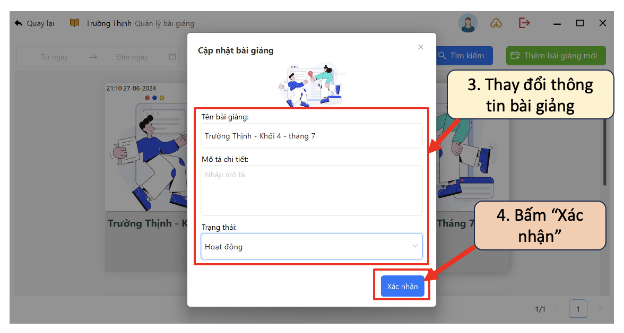 Quay lại Trường Thịnh Quản lý bài giảng
Từ ngày → Đến ngày Tìm kiếm Thêm bài giảng mới
Cập nhật bài giảng
21:10 27-06-2024
Tên bài giảng:
Trường Thịnh - Khối 4 - tháng 7
Mô tả chi tiết:
Nhập mô tả
Trạng thái:
Hoạt động
Xác nhận
3. Thay đổi thông
tin bài giảng
4. Bấm “Xác
nhận”
Trường Thịnh - K
Tháng 7
1/1 < 1 >